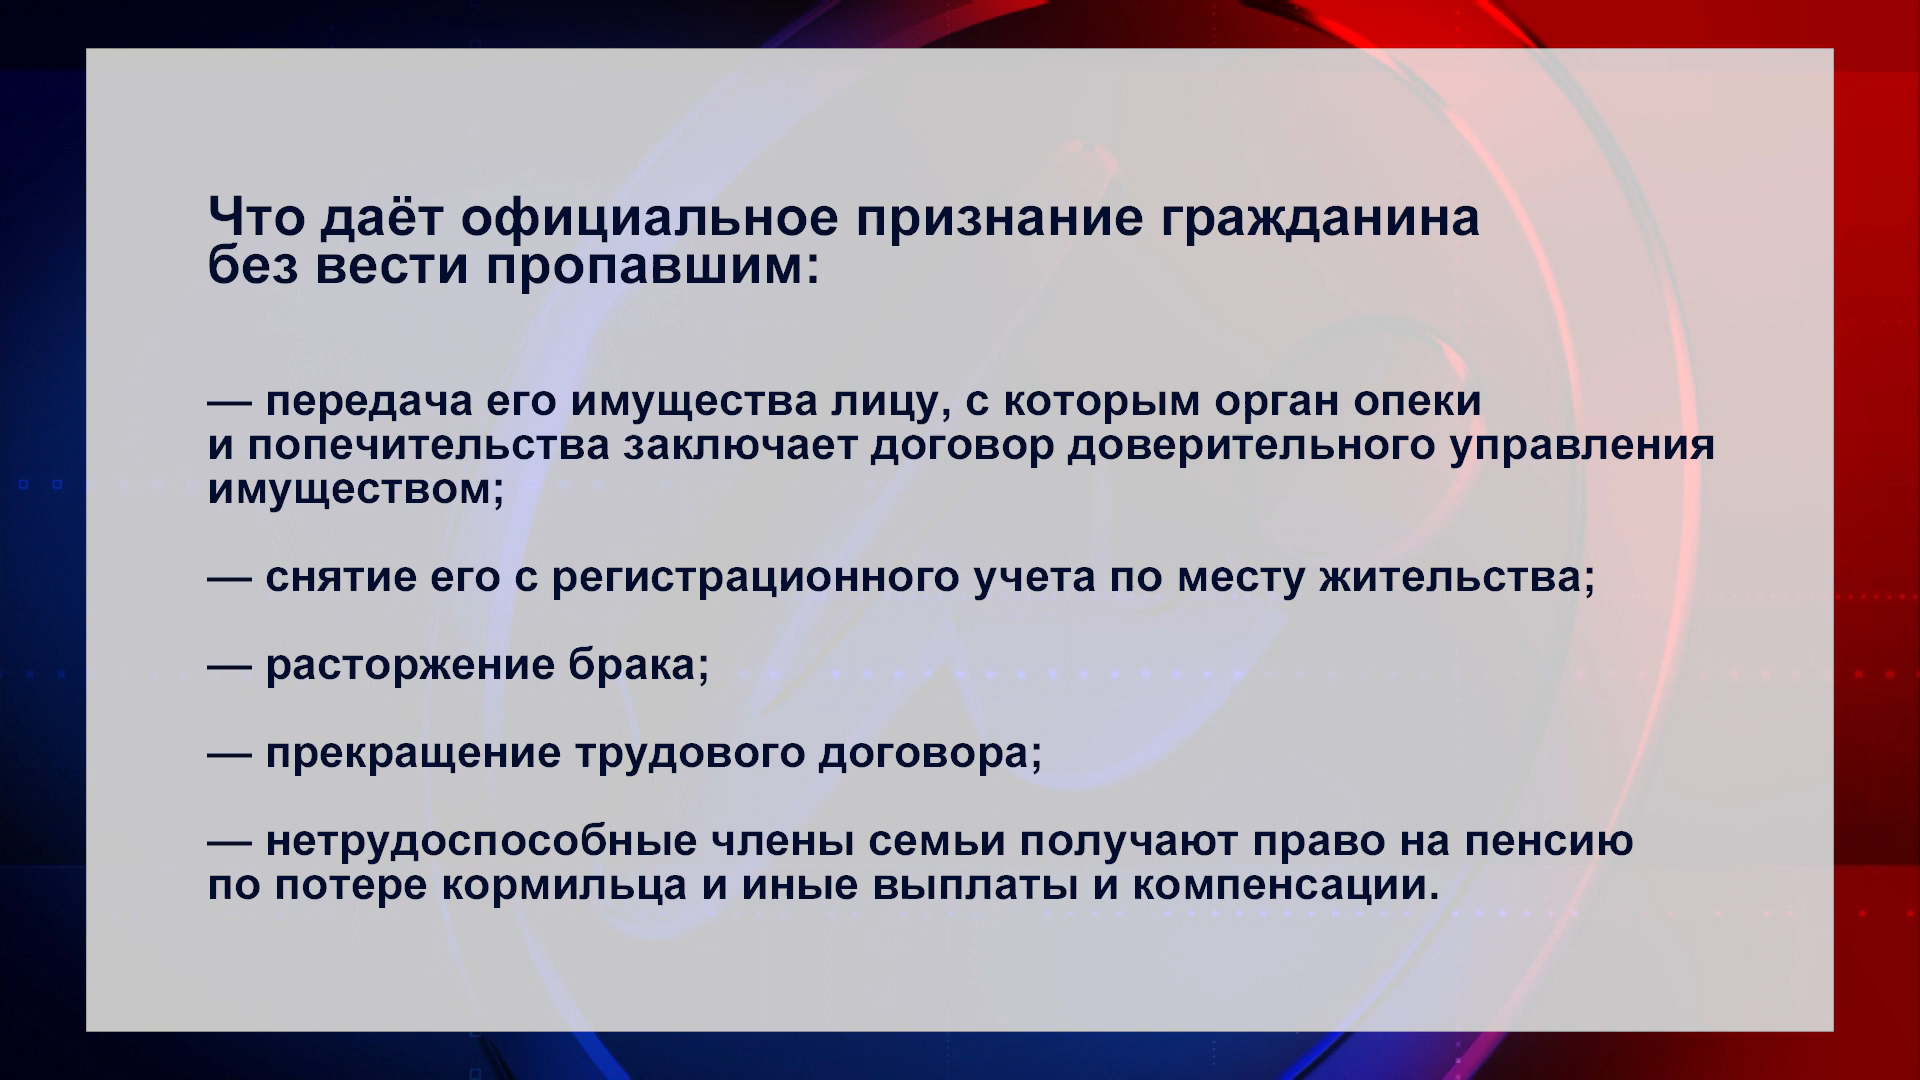 Что даёт официальное признание гражданина
без вести пропавшим:
— передача его имущества лицу, с которым орган опеки
и попечительства заключает договор доверительного управления
имуществом;
— снятие его с регистрационного учета по месту жительства;
— расторжение брака;
— прекращение трудового договора;
— нетрудоспособные члены семьи получают право на пенсию
по потере кормильца и иные выплаты и компенсации.